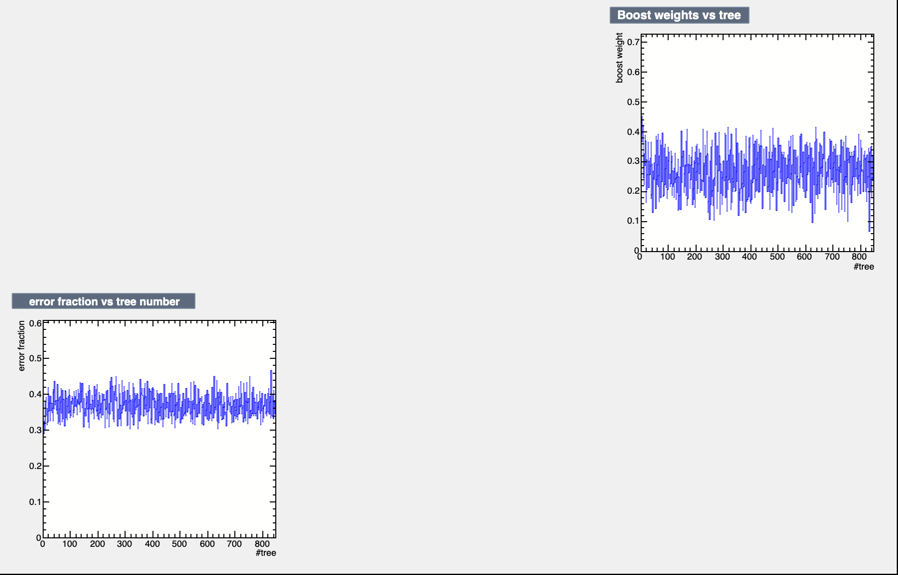 Boost weights vs tree
boost weight
0.7
0.6
0.5
0.4
0.3
0.2
0.1
0
0 100 200 300 400 500 600 700 800
#tree
error fraction vs tree number
error fraction
0.6
0.5
0.4
0.3
0.2
0.1
0
0 100 200 300 400 500 600 700 800
#tree